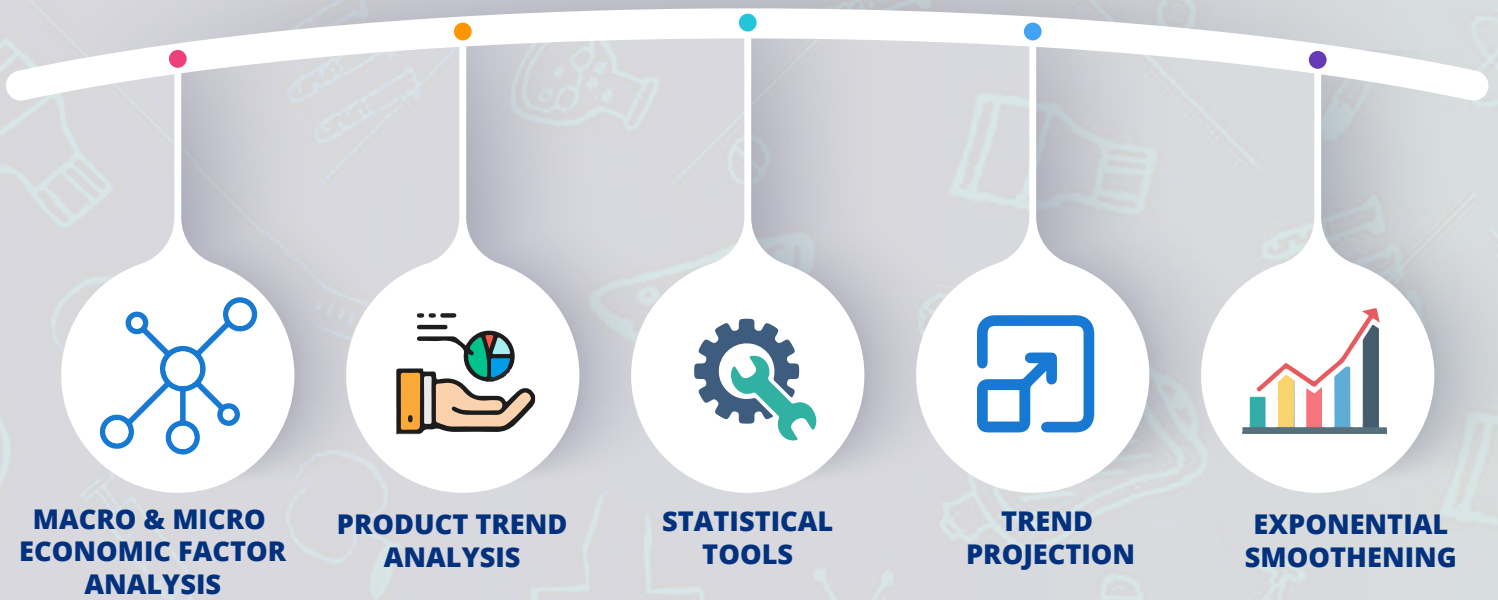 MACRO & MICRO
ECONOMIC FACTOR
ANALYSIS
PRODUCT TREND
ANALYSIS
STATISTICAL
TOOLS
TREND
PROJECTION
EXPONENTIAL
SMOOTHENING